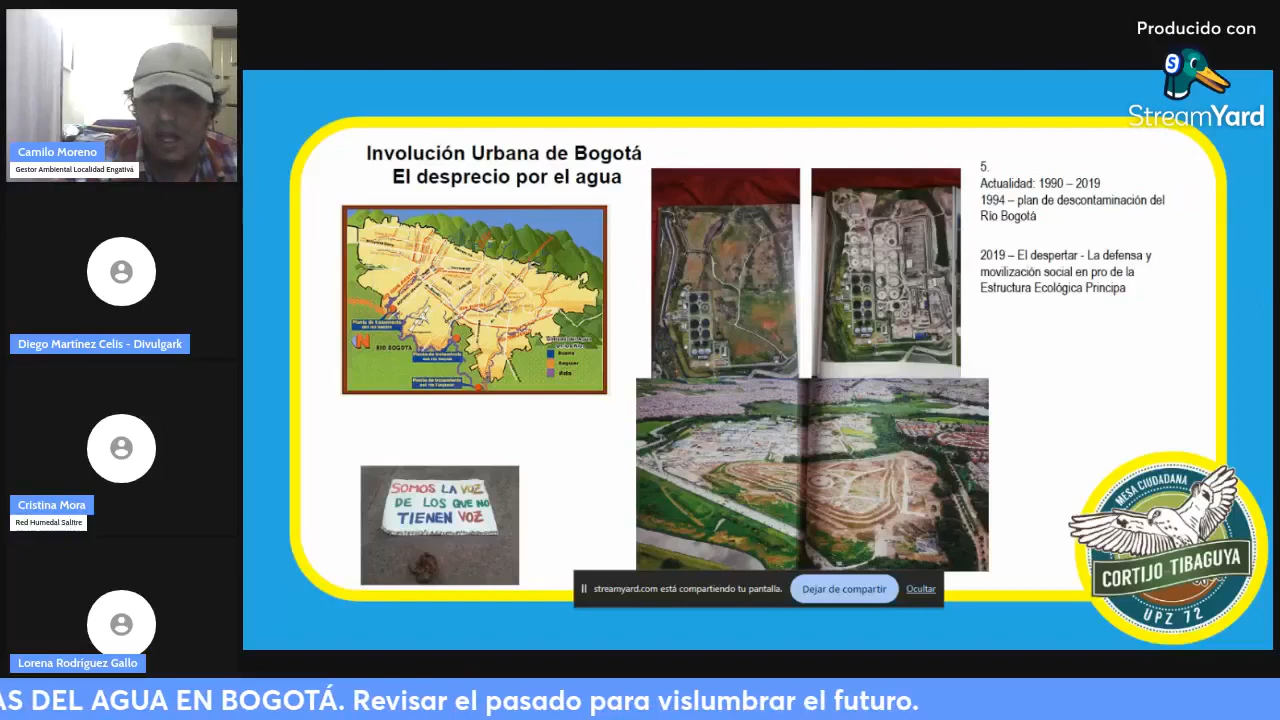 Producido con
StreamYard
Camilo Moreno
Gestor Ambiental Localidad Engativá
Diego Martínez Celis - Divulgark
Cristina Mora
Red Humedal Salitre
Lorena Rodríguez Gallo
Involución Urbana de Bogotá
El desprecio por el agua
RIO BOGOTÁ
SOMOS LA VOZ
DE LOS QUE NO
TIENEN VOZ
5.
Actualidad: 1990 – 2019
1994 – plan de descontaminación del
Río Bogotá
2019 – El despertar - La defensa y
movilización social en pro de la
Estructura Ecológica Principa
streamyard.com está compartiendo tu pantalla.
Dejar de compartir
Ocultar
MESA CIUDADANA
CORTIJO TIBAGUYA
UPZ 72
AS DEL AGUA EN BOGOTÁ. Revisar el pasado para vislumbrar el futuro.